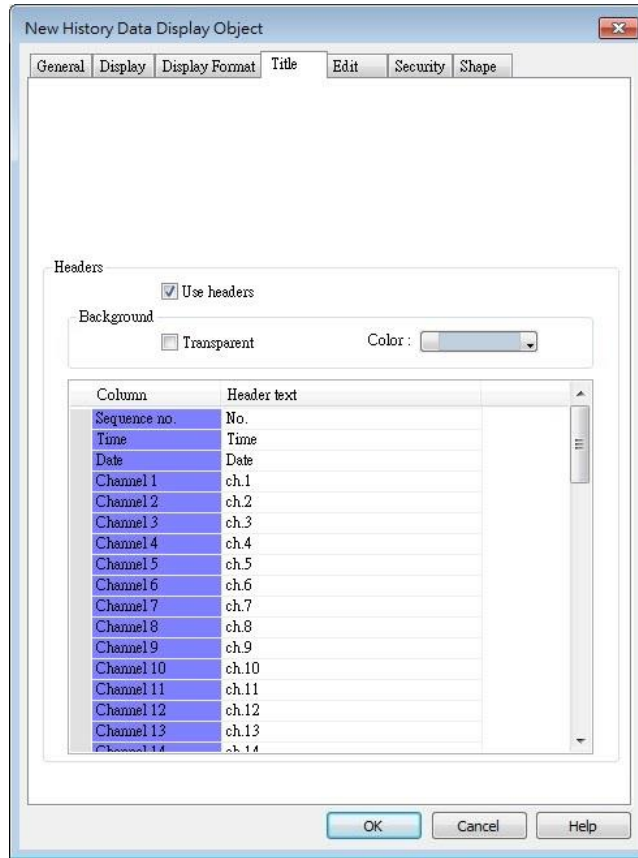 New History Data Display Object
General Display Display Format Title Edit Security Shape
Headers
Use headers
Background
Transparent Color :
Column Header text
Sequence no. No.
Time Time
Date Date
Channel 1 ch.1
Channel 2 ch.2
Channel 3 ch.3
Channel 4 ch.4
Channel 5 ch.5
Channel 6 ch.6
Channel 7 ch.7
Channel 8 ch.8
Channel 9 ch.9
Channel 10 ch.10
Channel 11 ch.11
Channel 12 ch.12
Channel 13 ch.13
Channel 14 ch.14
OK Cancel Help